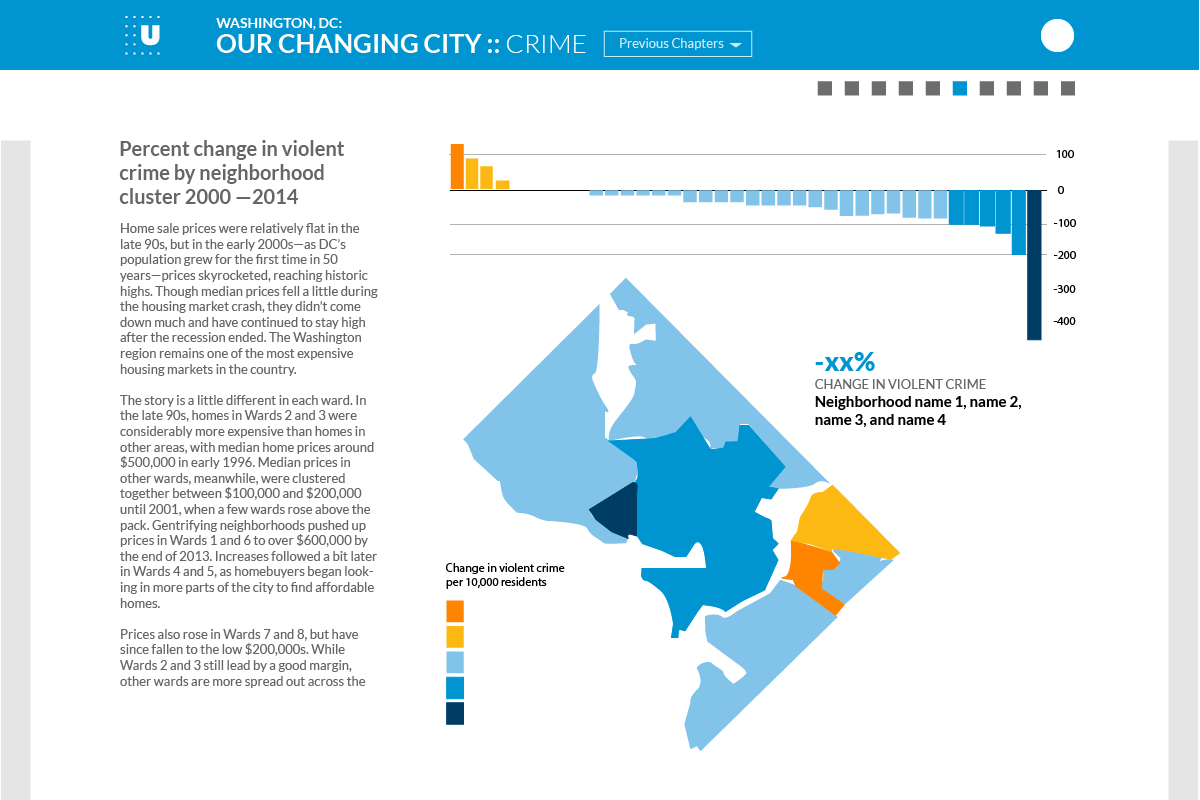 U
WASHINGTON, DC:
OUR CHANGING CITY :: CRIME
Previous Chapters
Percent change in violent
crime by neighborhood
cluster 2000 —2014
Home sale prices were relatively flat in the
late 90s, but in the early 2000s—as DC’s
population grew for the first time in 50
years—prices skyrocketed, reaching historic
highs. Though median prices fell a little during
the housing market crash, they didn’t come
down much and have continued to stay high
after the recession ended. The Washington
region remains one of the most expensive
housing markets in the country.
The story is a little different in each ward. In
the late 90s, homes in Wards 2 and 3 were
considerably more expensive than homes in
other areas, with median home prices around
$500,000 in early 1996. Median prices in
other wards, meanwhile, were clustered
together between $100,000 and $200,000
until 2001, when a few wards rose above the
pack. Gentrifying neighborhoods pushed up
prices in Wards 1 and 6 to over $600,000 by
the end of 2013. Increases followed a bit later
in Wards 4 and 5, as homebuyers began look-
ing in more parts of the city to find affordable
homes.
Prices also rose in Wards 7 and 8, but have
since fallen to the low $200,000s. While
Wards 2 and 3 still lead by a good margin,
other wards are more spread out across the
100
0
-100
-200
-300
-400
-xx%
CHANGE IN VIOLENT CRIME
Neighborhood name 1, name 2,
name 3, and name 4
Change in violent crime
per 10,000 residents